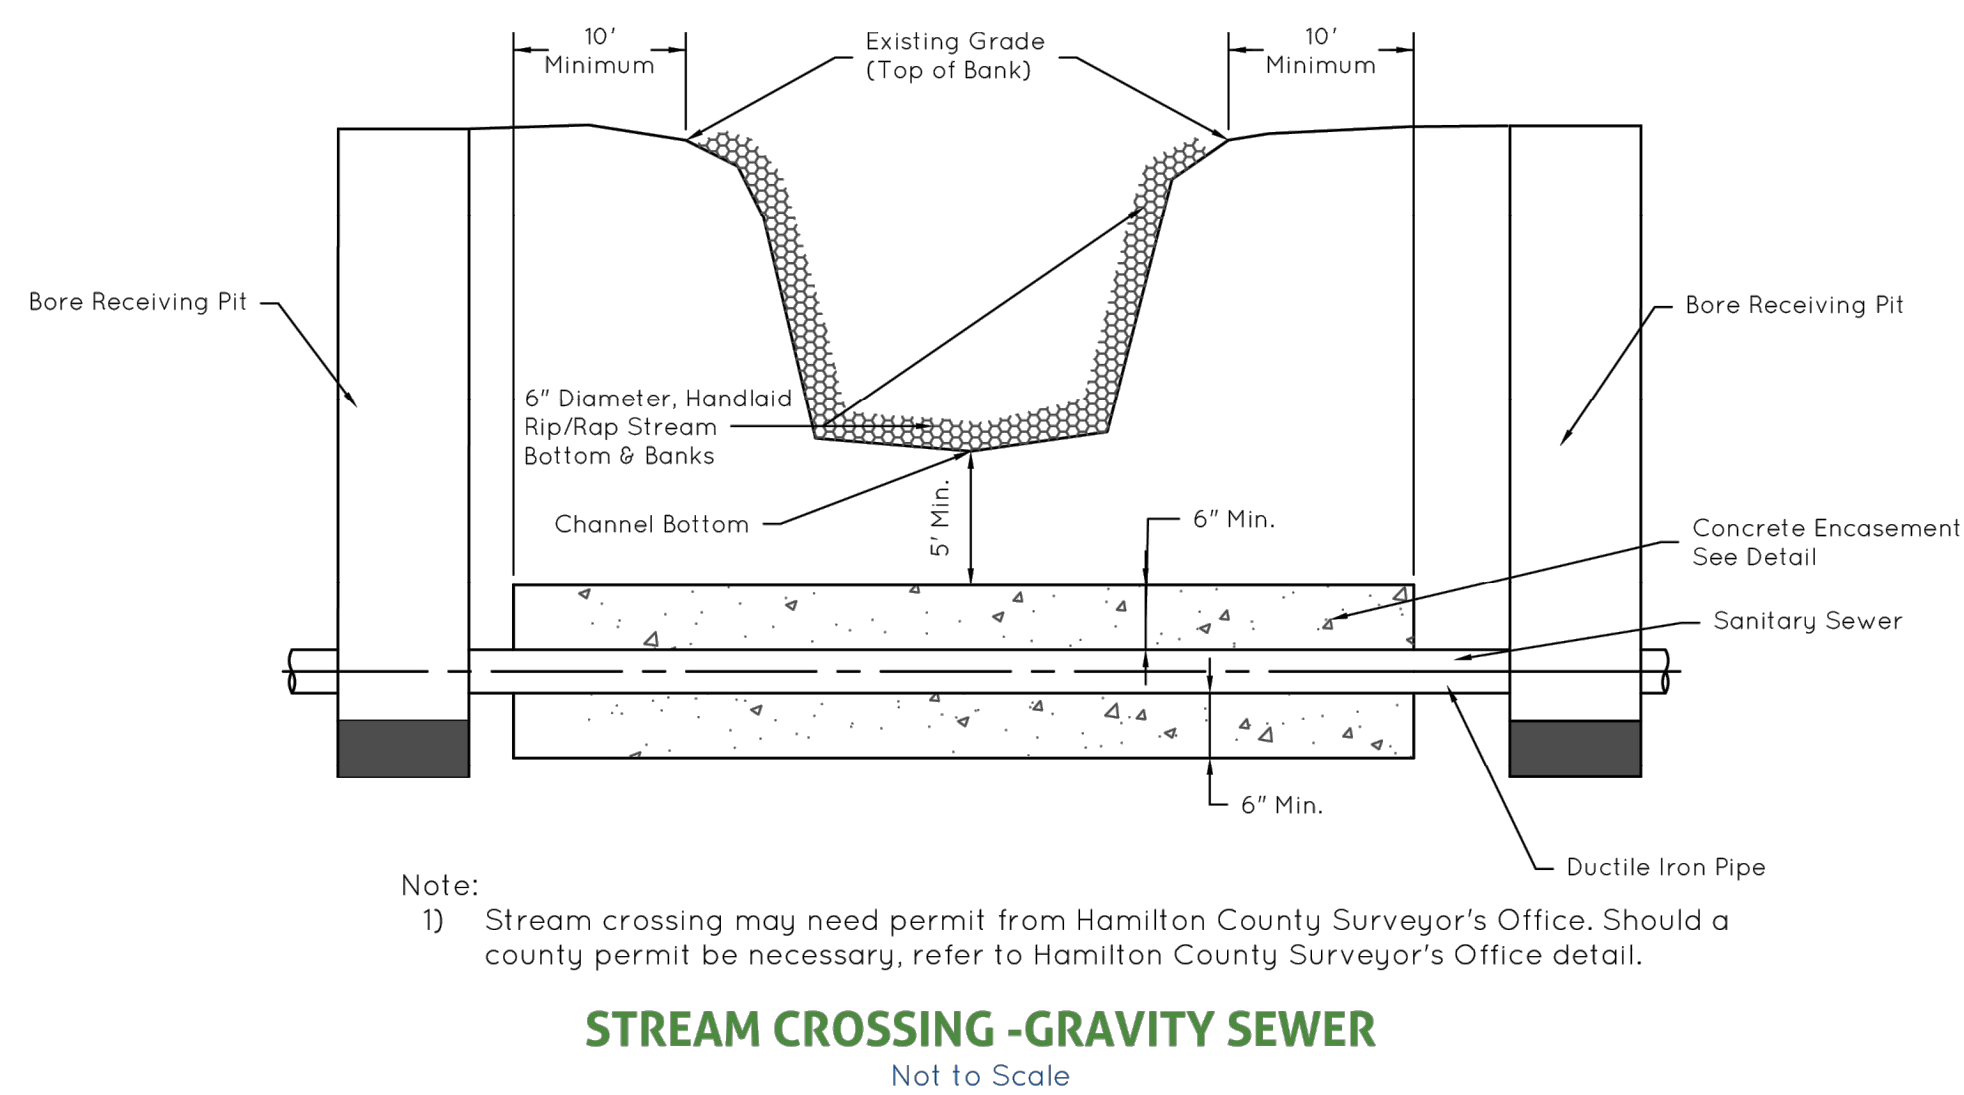 10'
Minimum
Existing Grade
(Top of Bank)
10'
Minimum
Bore Receiving Pit
Bore Receiving Pit
6" Diameter, Handlaid
Rip/Rap Stream
Bottom & Banks
Channel Bottom
5' Min.
6" Min.
Concrete Encasement
See Detail
Sanitary Sewer
6" Min.
Ductile Iron Pipe
Note:
1) Stream crossing may need permit from Hamilton County Surveyor's Office. Should a
county permit be necessary, refer to Hamilton County Surveyor's Office detail.
STREAM CROSSING -GRAVITY SEWER
Not to Scale